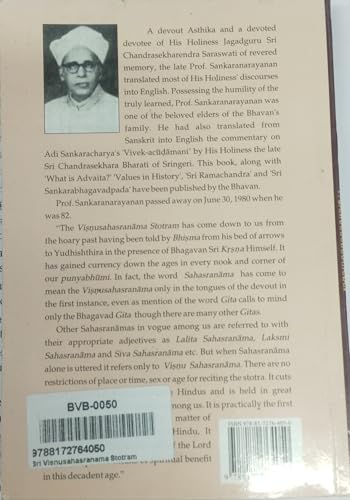 A devout Asthika and a devoted
devotee of His Holiness Jagadguru Sri
Chandrasekharendra Saraswati of revered
memory, the late Prof. Sankaranarayanan
translated most of His Holiness' discourses
into English. Possessing the humility of the
truly learned, Prof. Sankaranarayanan was
one of the beloved elders of the Bhavan's
family. He had also translated from
Sanskrit into English the commentary on
Adi Sankaracharya's 'Vivek-acūḍāmani' by His Holiness the late
Sri Chandrasekhara Bharati of Sringeri. This book, along with
'What is Advaita?' 'Values in History', 'Sri Ramachandra' and 'Sri
Sankarabhagavadpada' have been published by the Bhavan.
Prof. Sankaranarayan passed away on June 30, 1980 when he
was 82.
"The Viṣṇusahasranāma Stotram has come down to us from
the hoary past having been told by Bhiṣma from his bed of arrows
to Yudhishthira in the presence of Bhagavan Sri Kṛṣṇa Himself. It
has gained currency down the ages in every nook and corner of
our punyabhūmi. In fact, the word Sahasranāma has come to
mean the Viṣṇusahasranāma only in the tongues of the devout in
the first instance, even as mention of the word Gita calls to mind
only the Bhagavad Gita though there are many other Gitas.
Other Sahasranāmas in vogue among us are referred to with
their appropriate adjectives as Lalita Sahasranāma, Laksmi
Sahasranāma and Siva Sahasranāma etc. But when Sahasranāma
alone is uttered it refers only to Viṣṇu Sahasranāma. There are no
restrictions of place or time, sex or age for reciting the stotra. It cuts
Hindus and is held in great
among us. It is practically the first
matter of
Hindu, It
of the Lord
spiritual benefit
in this decadent age."
BVB-0050
9788172764050
Sri Visnusahasranama Stotram